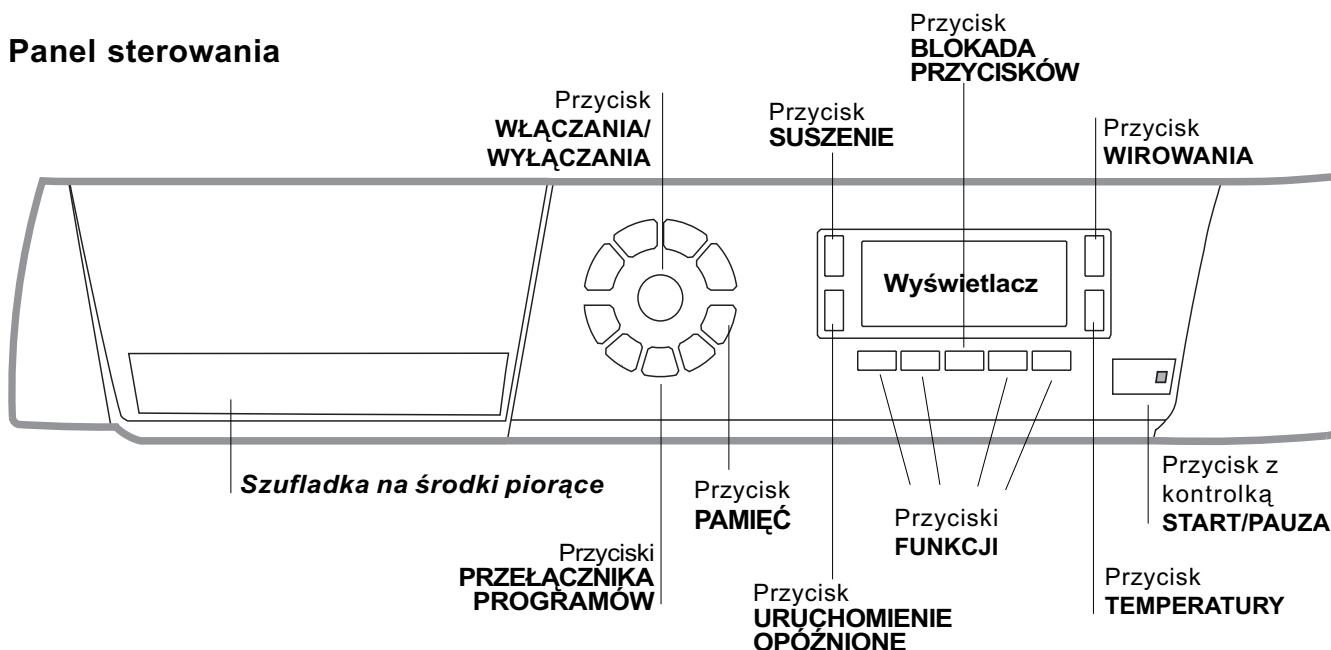 Panel sterowania
Przycisk
BLOKADA
PRZYCISKÓW
Przycisk
WŁĄCZANIA/
WYŁĄCZANIA
Przycisk
SUSZENIE
Przycisk
WIROWANIA
Wyświetlacz
Szufladka na środki piorące
Przycisk
PAMIĘĆ
Przyciski
FUNKCJI
Przycisk z
kontrolką
START/PAUZA
Przyciski
PRZEŁĄCZNIKA
PROGRAMÓW
Przycisk
URUCHOMIENIE
OPÓŹNIONE
Przycisk
TEMPERATURY